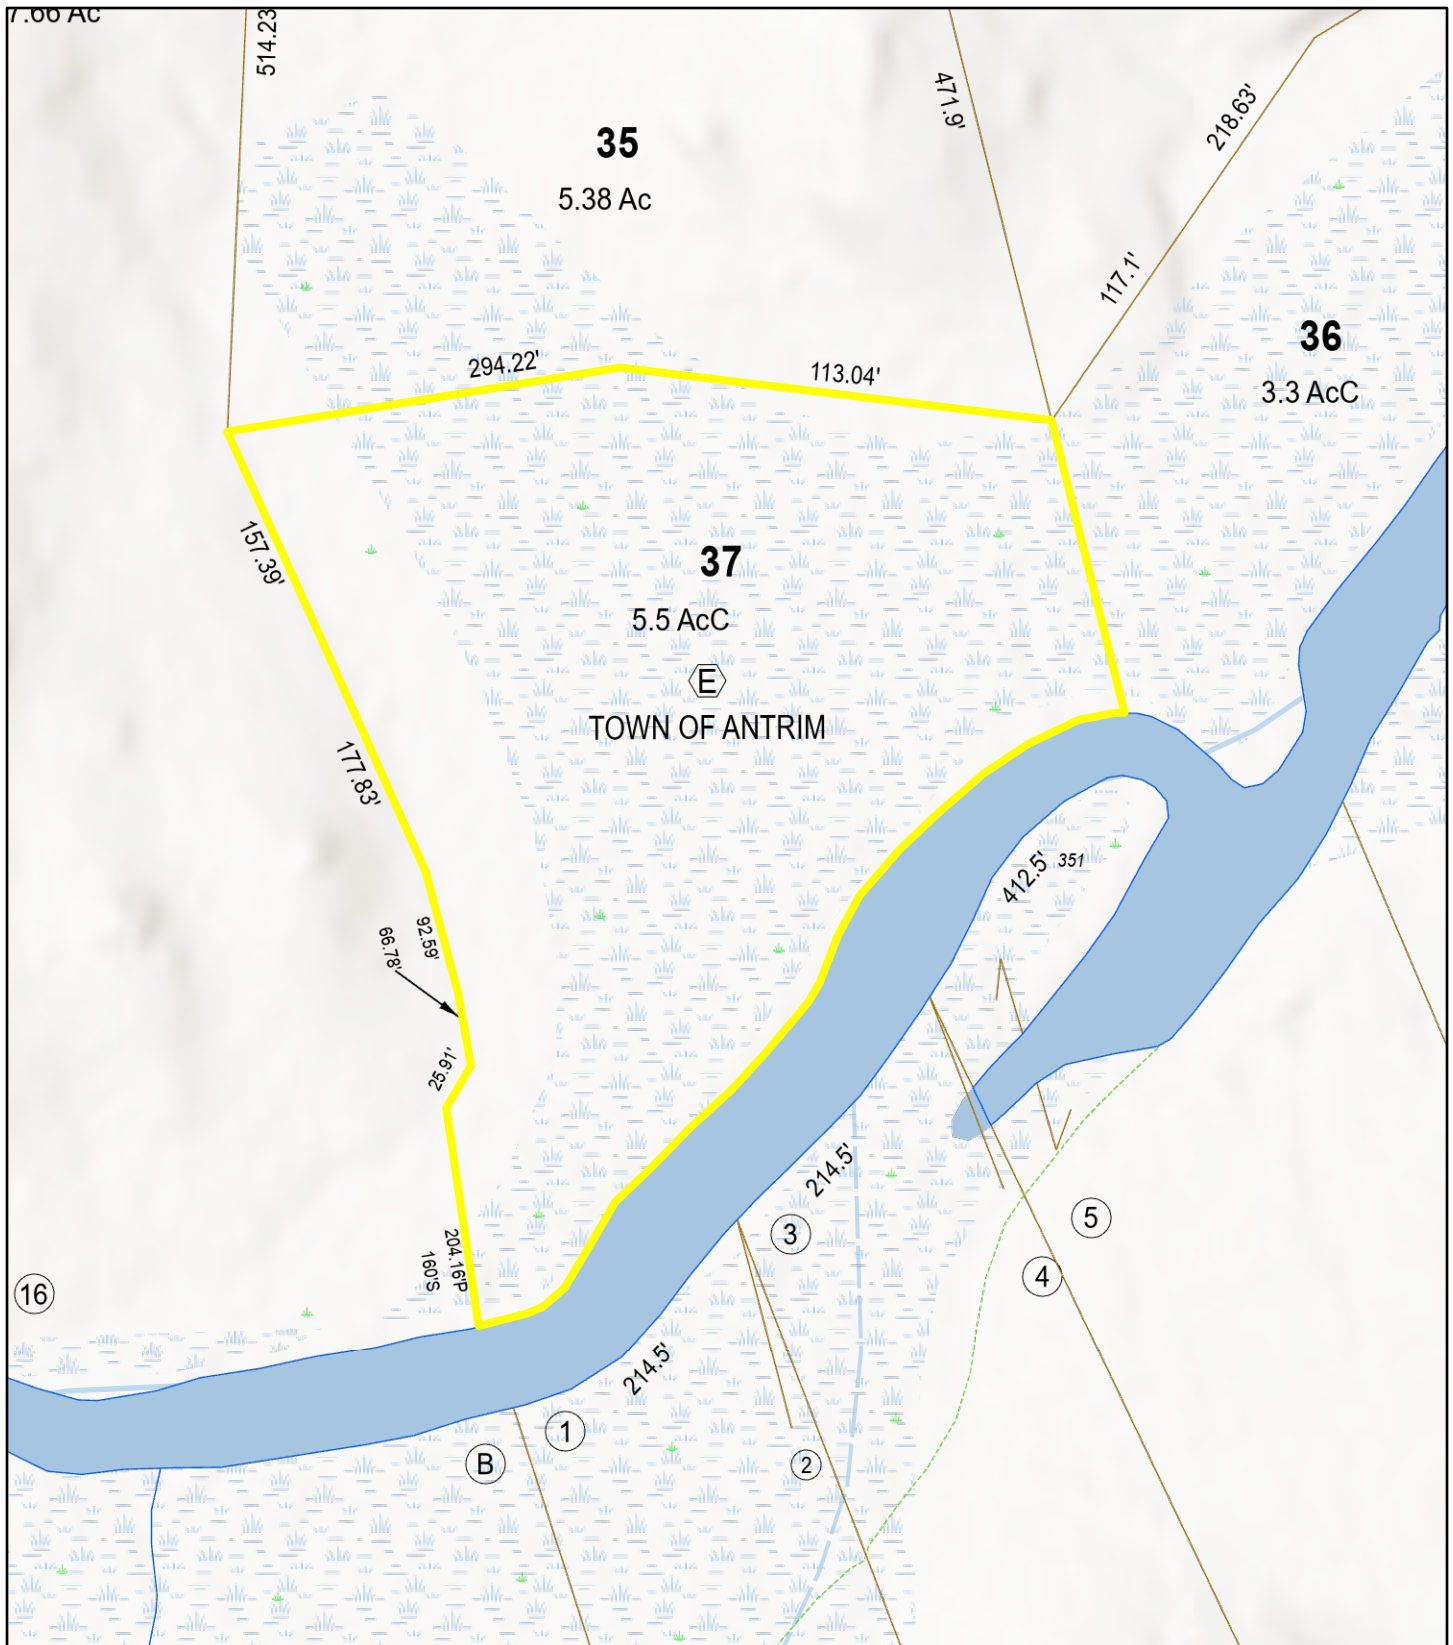 7.66 Ac
514.23
471.9'
218.63'
35
5.38 Ac
117.1'
36
3.3 AcC
294.22'
113.04'
157.39'
37
5.5 AcC
E
TOWN OF ANTRIM
177.83'
412.5'
351
92.59'
66.78'
25.91'
214.5'
204.16'P
160'S
3
5
4
16
214.5'
1
B
2